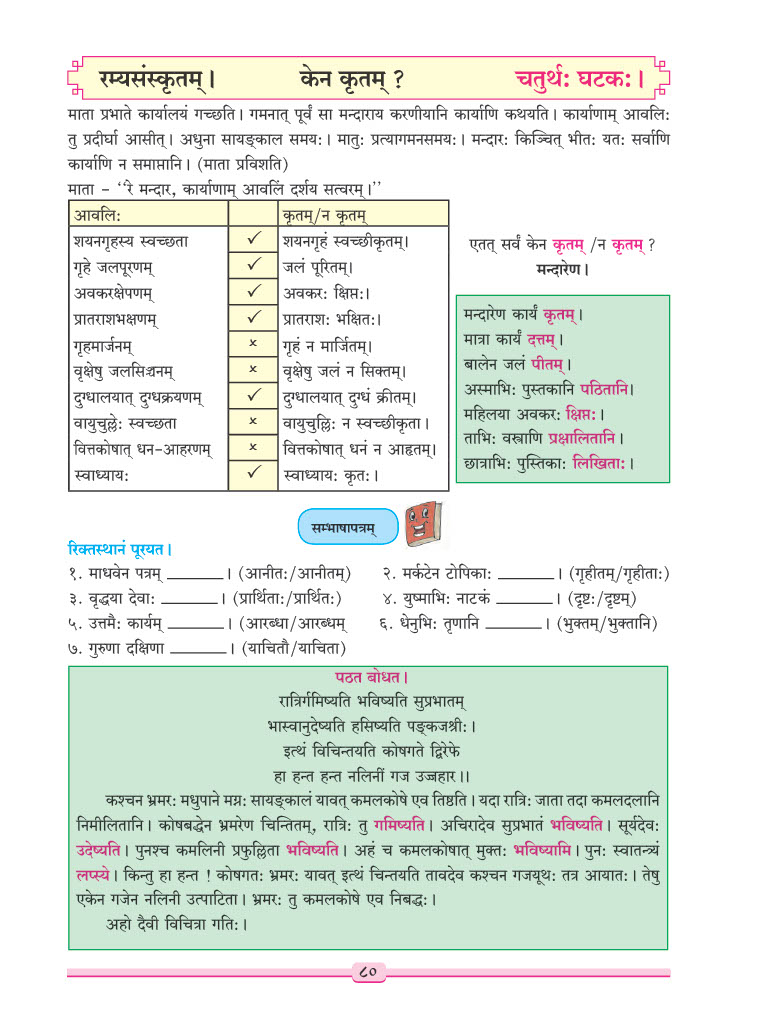 रम्यसंस्कृतम्। केन कृतम् ? चतुर्थः घटकः।
माता प्रभाते कार्यालयं गच्छति। गमनात् पूर्वं सा मन्दाराय करणीयानि कार्याणि कथयति। कार्याणाम् आवलिः
तु प्रदीर्घा आसीत्। अधुना सायङ्काल समयः। मातुः प्रत्यागमनसमयः। मन्दारः किञ्चित् भीतः यतः सर्वाणि
कार्याणि न समाप्तानि। (माता प्रविशति)
माता – ‘‘रे मन्दार, कार्याणाम् आवलिं दर्शय सत्वरम्।’’
आवलिः कृतम्/न कृतम्
शयनगृहस्य स्वच्छता ✓ शयनगृहं स्वच्छीकृतम्।
गृहे जलपूरणम् ✓ जलं पूरितम्।
अवकरक्षेपणम् ✓ अवकरः क्षिप्तः।
प्रातराशभक्षणम् ✓ प्रातराशः भक्षितः।
गृहमार्जनम् × गृहं न मार्जितम्।
वृक्षेषु जलसिञ्चनम् × वृक्षेषु जलं न सिक्तम्।
दुग्धालयात् दुग्धक्रयणम् ✓ दुग्धालयात् दुग्धं क्रीतम्।
वायुचुल्लेः स्वच्छता × वायुचुल्लिः न स्वच्छीकृता।
वित्तकोषात् धन-आहरणम् × वित्तकोषात् धनं न आहृतम्।
स्वाध्यायः ✓ स्वाध्यायः कृतः।
एतत् सर्वं केन कृतम् /न कृतम् ?
मन्दारेण।
मन्दारेण कार्यं कृतम्।
मात्रा कार्यं दत्तम्।
बालेन जलं पीतम्।
अस्माभिः पुस्तकानि पठितानि।
महिलया अवकरः क्षिप्तः।
ताभिः वस्त्राणि प्रक्षालितानि।
छात्राभिः पुस्तिकाः लिखिताः।
सम्भाषापत्रम्
रिक्तस्थानं पूरयत।
१. माधवेन पत्रम् ______। (आनीतः/आनीतम्) २. मर्कटेन टोपिकाः ______। (गृहीतम्/गृहीताः)
३. वृद्धया देवाः ______। (प्रार्थिताः/प्रार्थितः) ४. युष्माभिः नाटकं ______। (दृष्टः/दृष्टम्)
५. उत्तमैः कार्यम् ______। (आरब्धा/आरब्धम् ६. धेनुभिः तृणानि ______। (भुक्तम्/भुक्तानि)
७. गुरुणा दक्षिणा ______। (याचितौ/याचिता)
पठत बोधत।
रात्रिर्गमिष्यति भविष्यति सुप्रभातम्
भास्वानुदेष्यति हसिष्यति पङ्कजश्रीः।
इत्थं विचिन्तयति कोषगते द्विरेफे
हा हन्त हन्त नलिनीं गज उज्जहार।।
कश्चन भ्रमरः मधुपाने मग्नः सायङ्कालं यावत् कमलकोषे एव तिष्ठति। यदा रात्रिः जाता तदा कमलदलानि
निमीलितानि। कोषबद्धेन भ्रमरेण चिन्तितम्, रात्रिः तु गमिष्यति। अचिरादेव सुप्रभातं भविष्यति। सूर्यदेवः
उदेष्यति। पुनश्च कमलिनी प्रफुल्लिता भविष्यति। अहं च कमलकोषात् मुक्तः भविष्यामि। पुनः स्वातन्त्र्यं
लप्स्ये। किन्तु हा हन्त ! कोषगतः भ्रमरः यावत् इत्थं चिन्तयति तावदेव कश्चन गजयूथः तत्र आयातः। तेषु
एकेन गजेन नलिनी उत्पाटिता। भ्रमरः तु कमलकोषे एव निबद्धः।
अहो दैवी विचित्रा गतिः।
८०